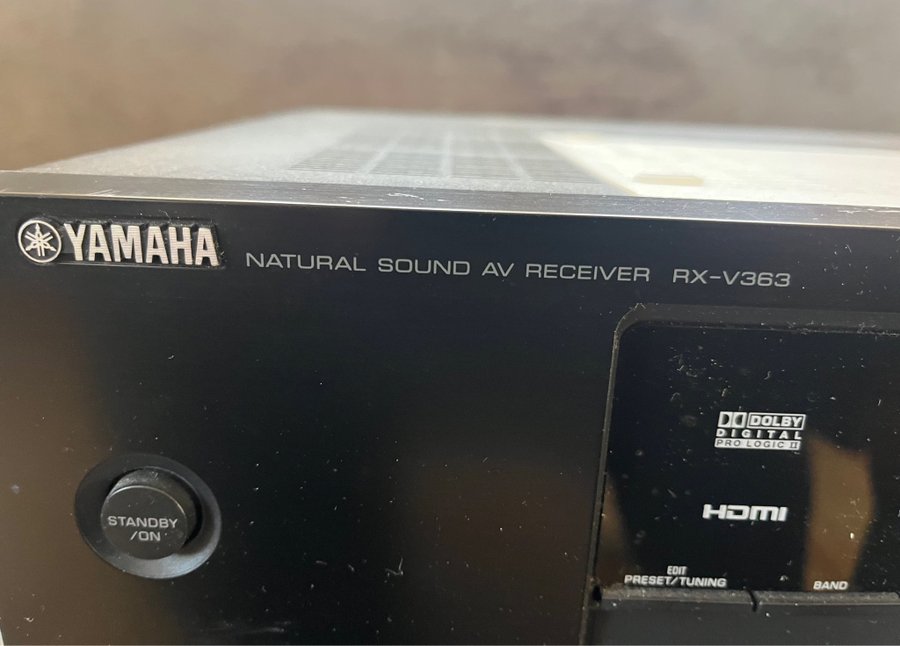 YAMAHA
NATURAL SOUND AV RECEIVER RX-V363
DOLBY
DIGITAL
PRO LOGIC II
HDMI
STANDBY
/ON
EDIT
PRESET/TUNING
BAND